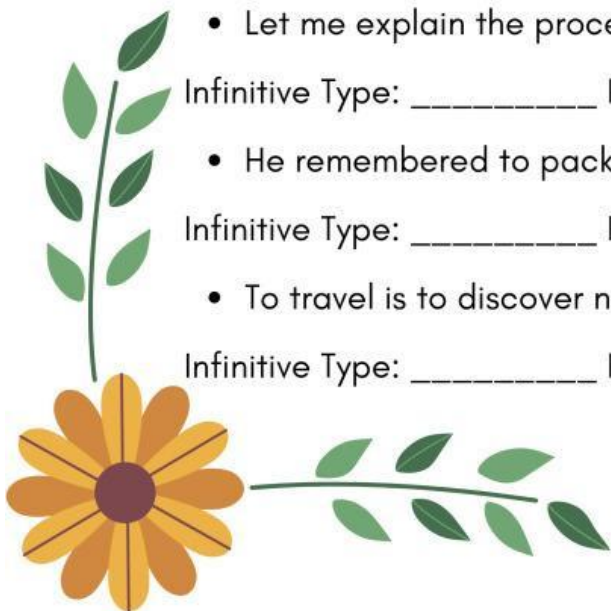 • Let me explain the proce
Infinitive Type: _________
• He remembered to pack
Infinitive Type: _________
• To travel is to discover n
Infinitive Type: _________